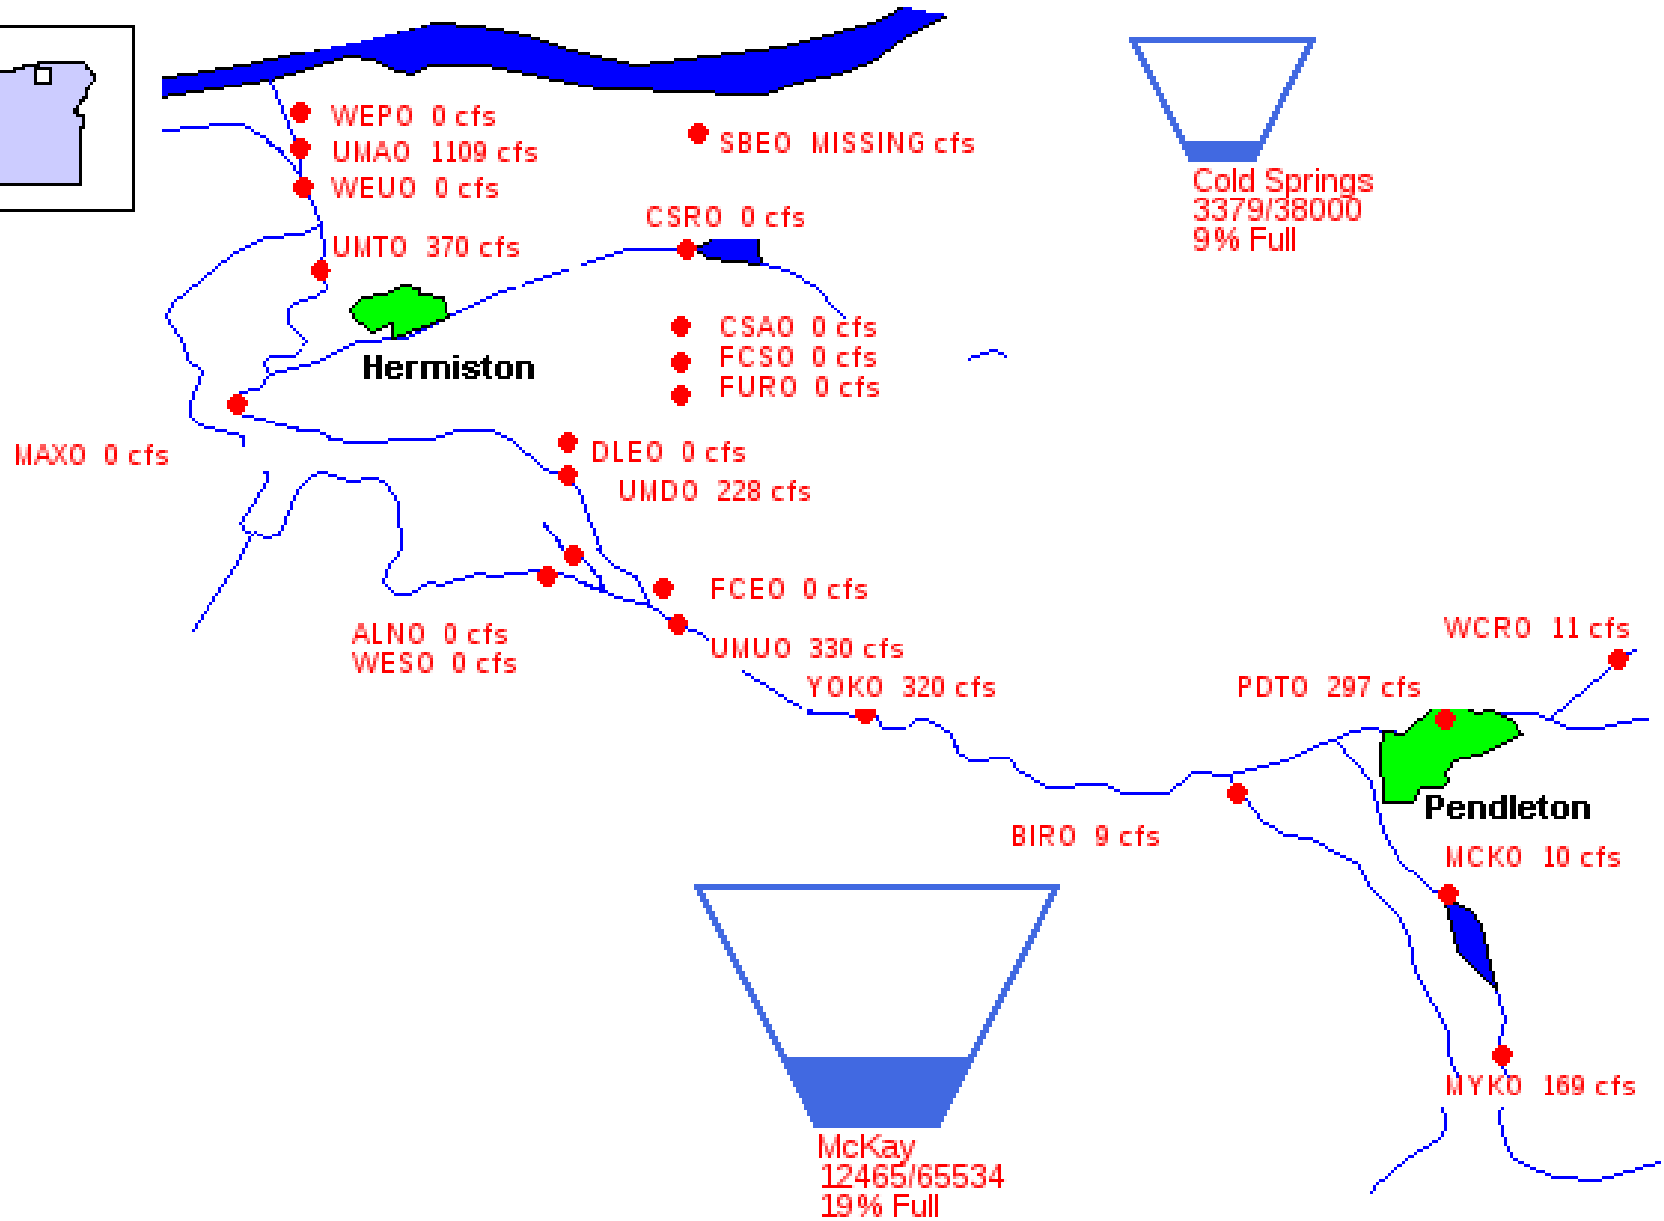 WEPO 0 cfs
UMAO 1109 cfs
SBEO MISSING cfs
WEUO 0 cfs
Cold Springs
3379/38000
9% Full
CSRO 0 cfs
UMTO 370 cfs
CSAO 0 cfs
FCSO 0 cfs
FURO 0 cfs
Hermiston
MAXO 0 cfs
DLEO 0 cfs
UMDO 228 cfs
FCEO 0 cfs
ALNO 0 cfs
WESO 0 cfs
UMUO 330 cfs
YOKO 320 cfs
WCRO 11 cfs
PDTO 297 cfs
Pendleton
BIRO 9 cfs
MCKO 10 cfs
MYKO 169 cfs
McKay
12465/65534
19% Full